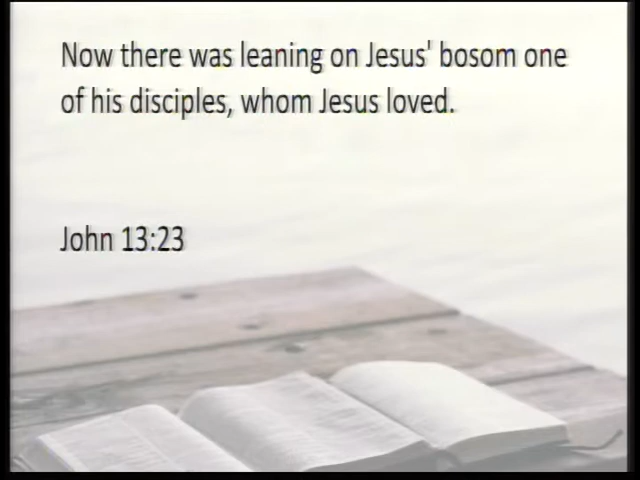 Now there was leaning on Jesus' bosom one
of his disciples, whom Jesus loved.
John 13:23